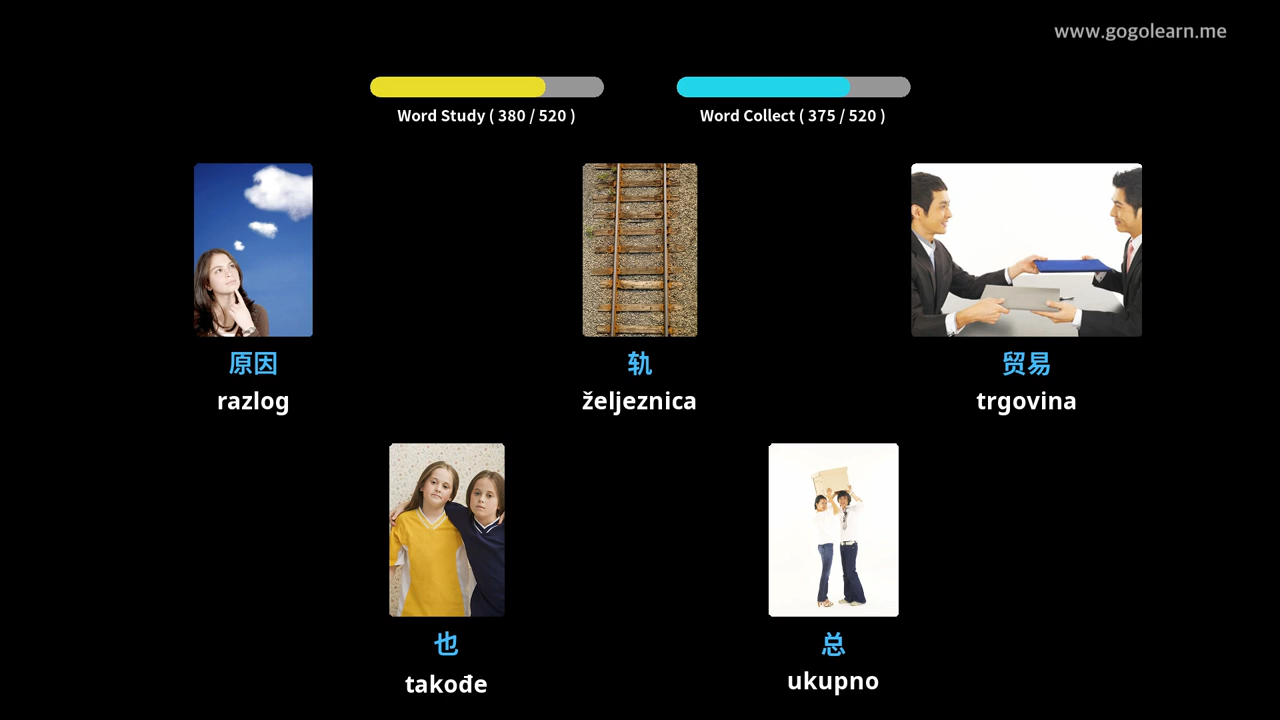 www.gogolearn.me
Word Study ( 380 / 520 )
Word Collect ( 375 / 520 )
原因
razlog
轨
željeznica
贸易
trgovina
也
takođe
总
ukupno